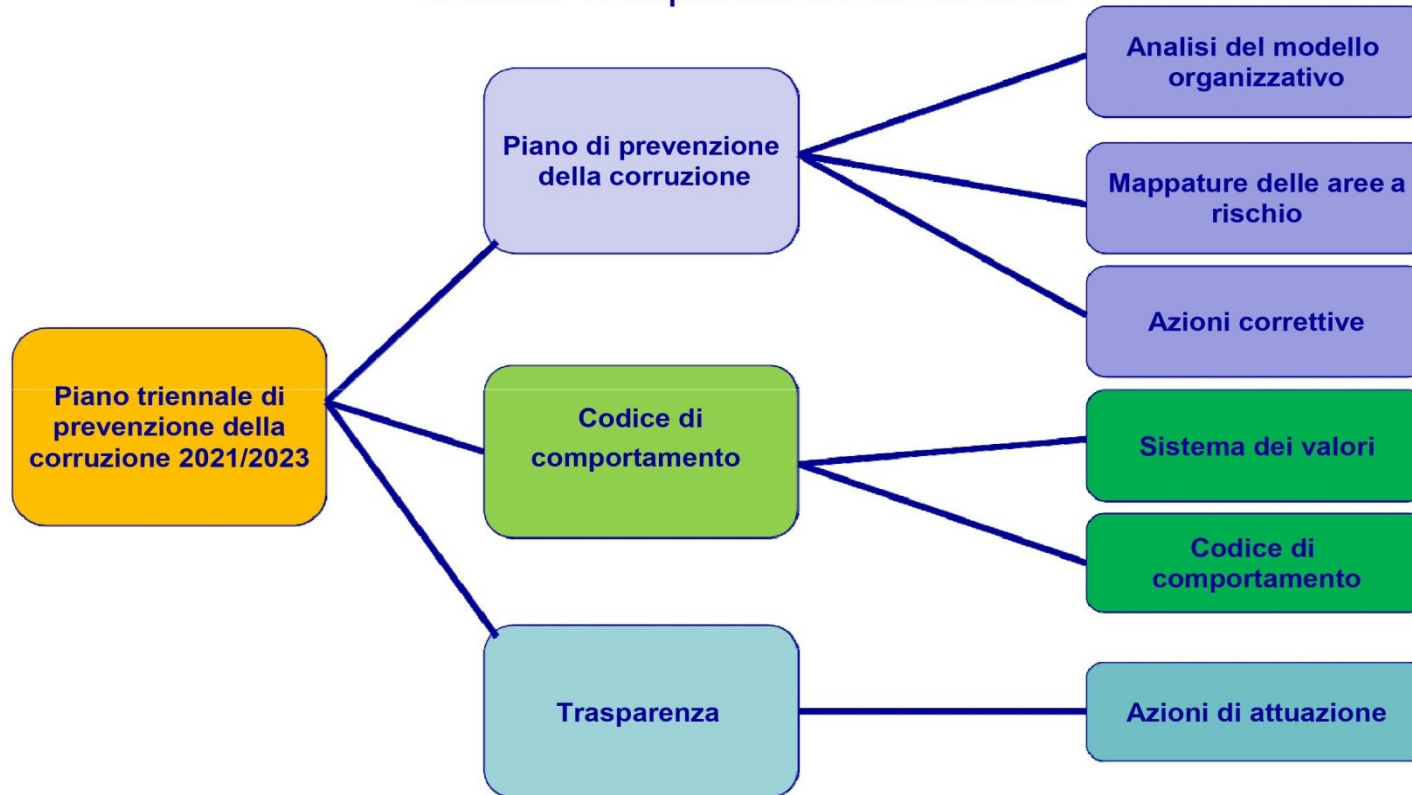 Analisi del modello
organizzativo
Piano di prevenzione
della corruzione
Mappature delle aree a
rischio
Azioni correttive
Piano triennale di
prevenzione della
corruzione 2021/2023
Codice di
comportamento
Sistema dei valori
Codice di
comportamento
Trasparenza
Azioni di attuazione